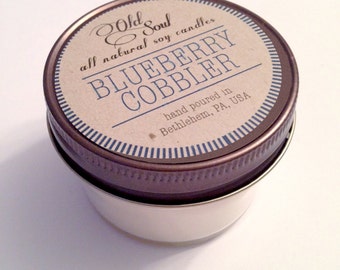 Old
Soul
all natural soy candles
BLUEBERRY
COBBLER
hand poured in
Bethlehem, PA, USA